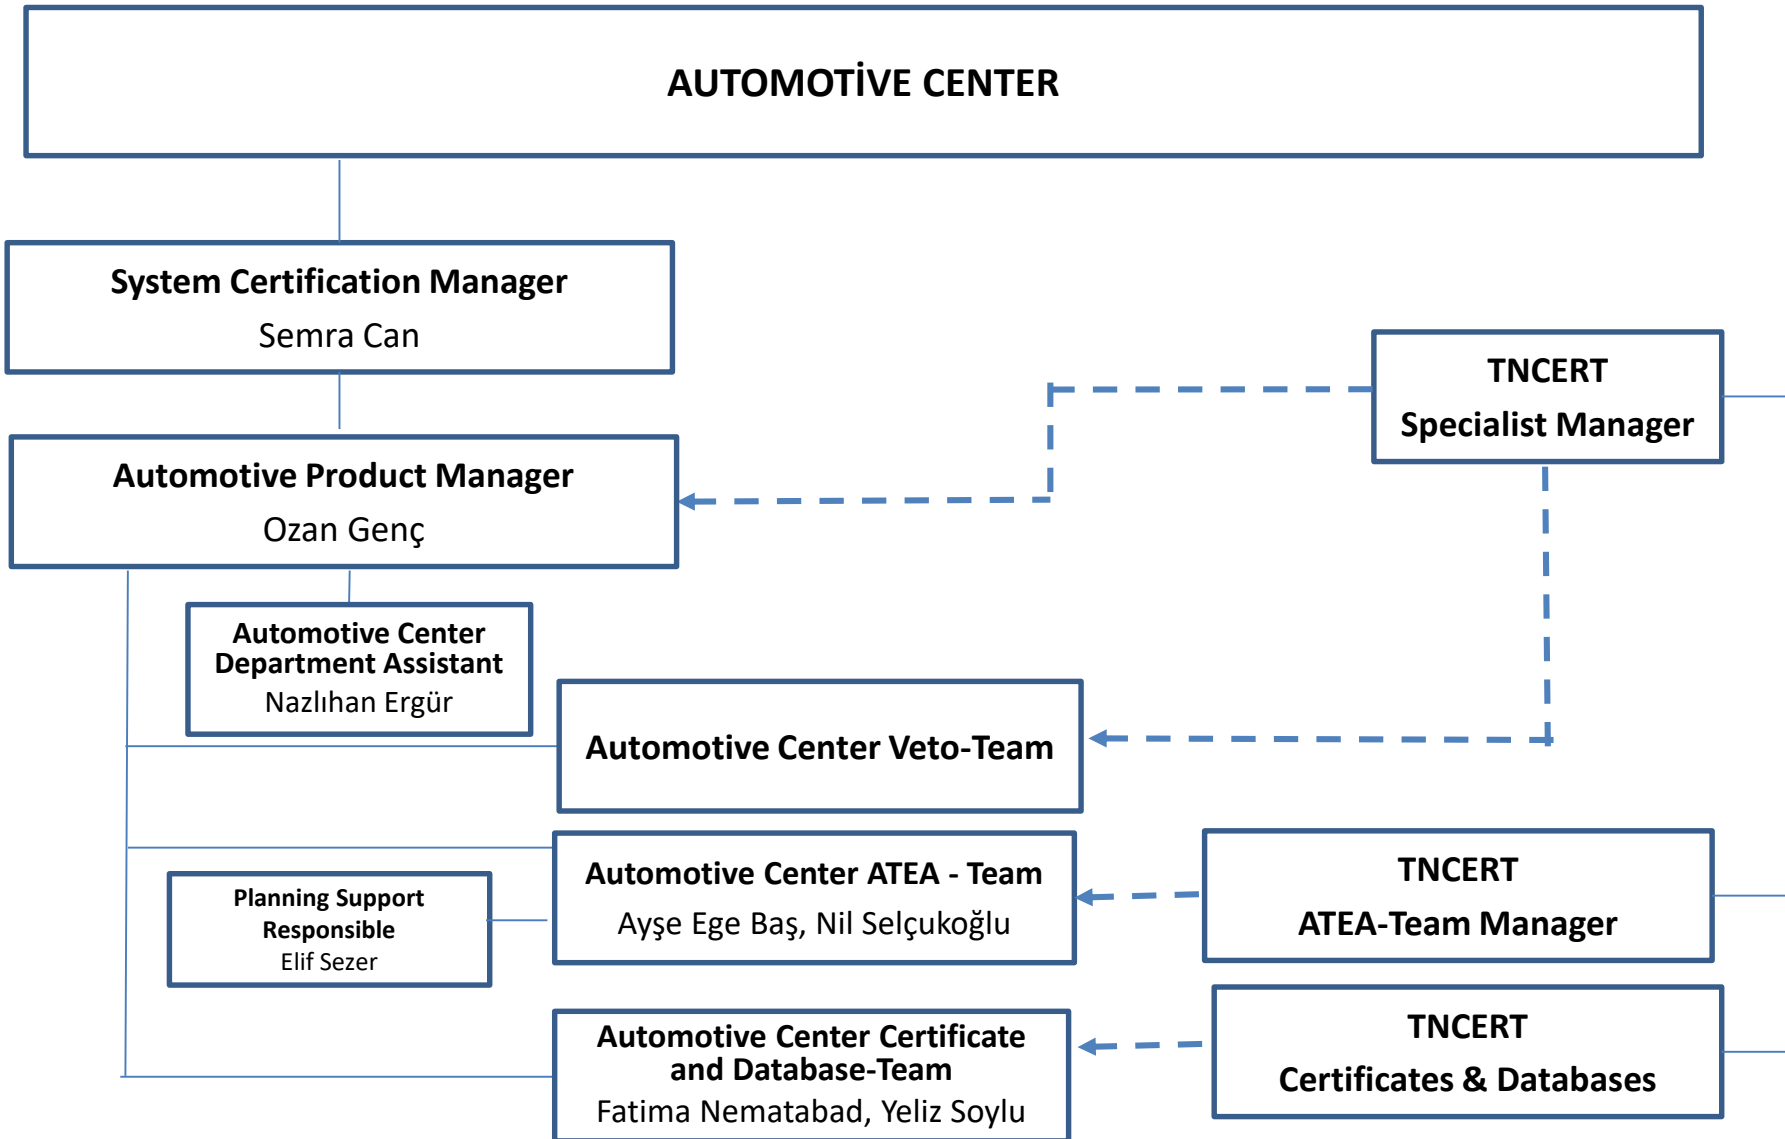 AUTOMOTİVE CENTER
System Certification Manager
Semra Can
TNCERT
Specialist Manager
Automotive Product Manager
Ozan Genç
Automotive Center
Department Assistant
Nazlıhan Ergür
Automotive Center Veto-Team
Automotive Center ATEA - Team
Ayşe Ege Baş, Nil Selçukoğlu
TNCERT
ATEA-Team Manager
Planning Support
Responsible
Elif Sezer
Automotive Center Certificate
and Database-Team
Fatima Nematabad, Yeliz Soylu
TNCERT
Certificates & Databases